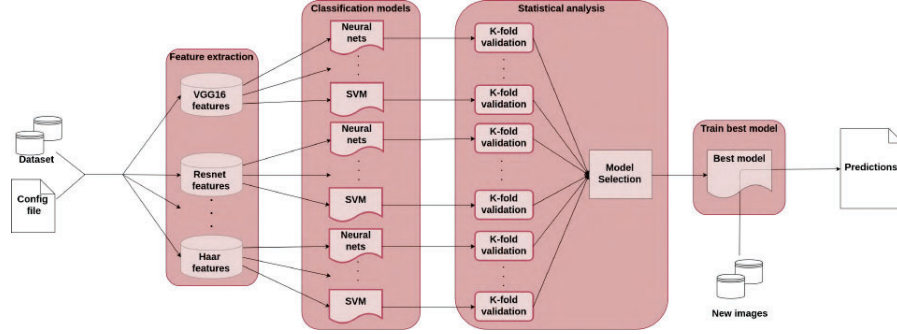 Classification models
Statistical analysis
Feature extraction
Train best model
Dataset
Config
file
VGG16
features
Resnet
features
Haar
features
Neural
nets
SVM
Neural
nets
SVM
Neural
nets
SVM
K-fold
validation
K-fold
validation
K-fold
validation
K-fold
validation
K-fold
validation
K-fold
validation
Model
Selection
Best model
Predictions
New images